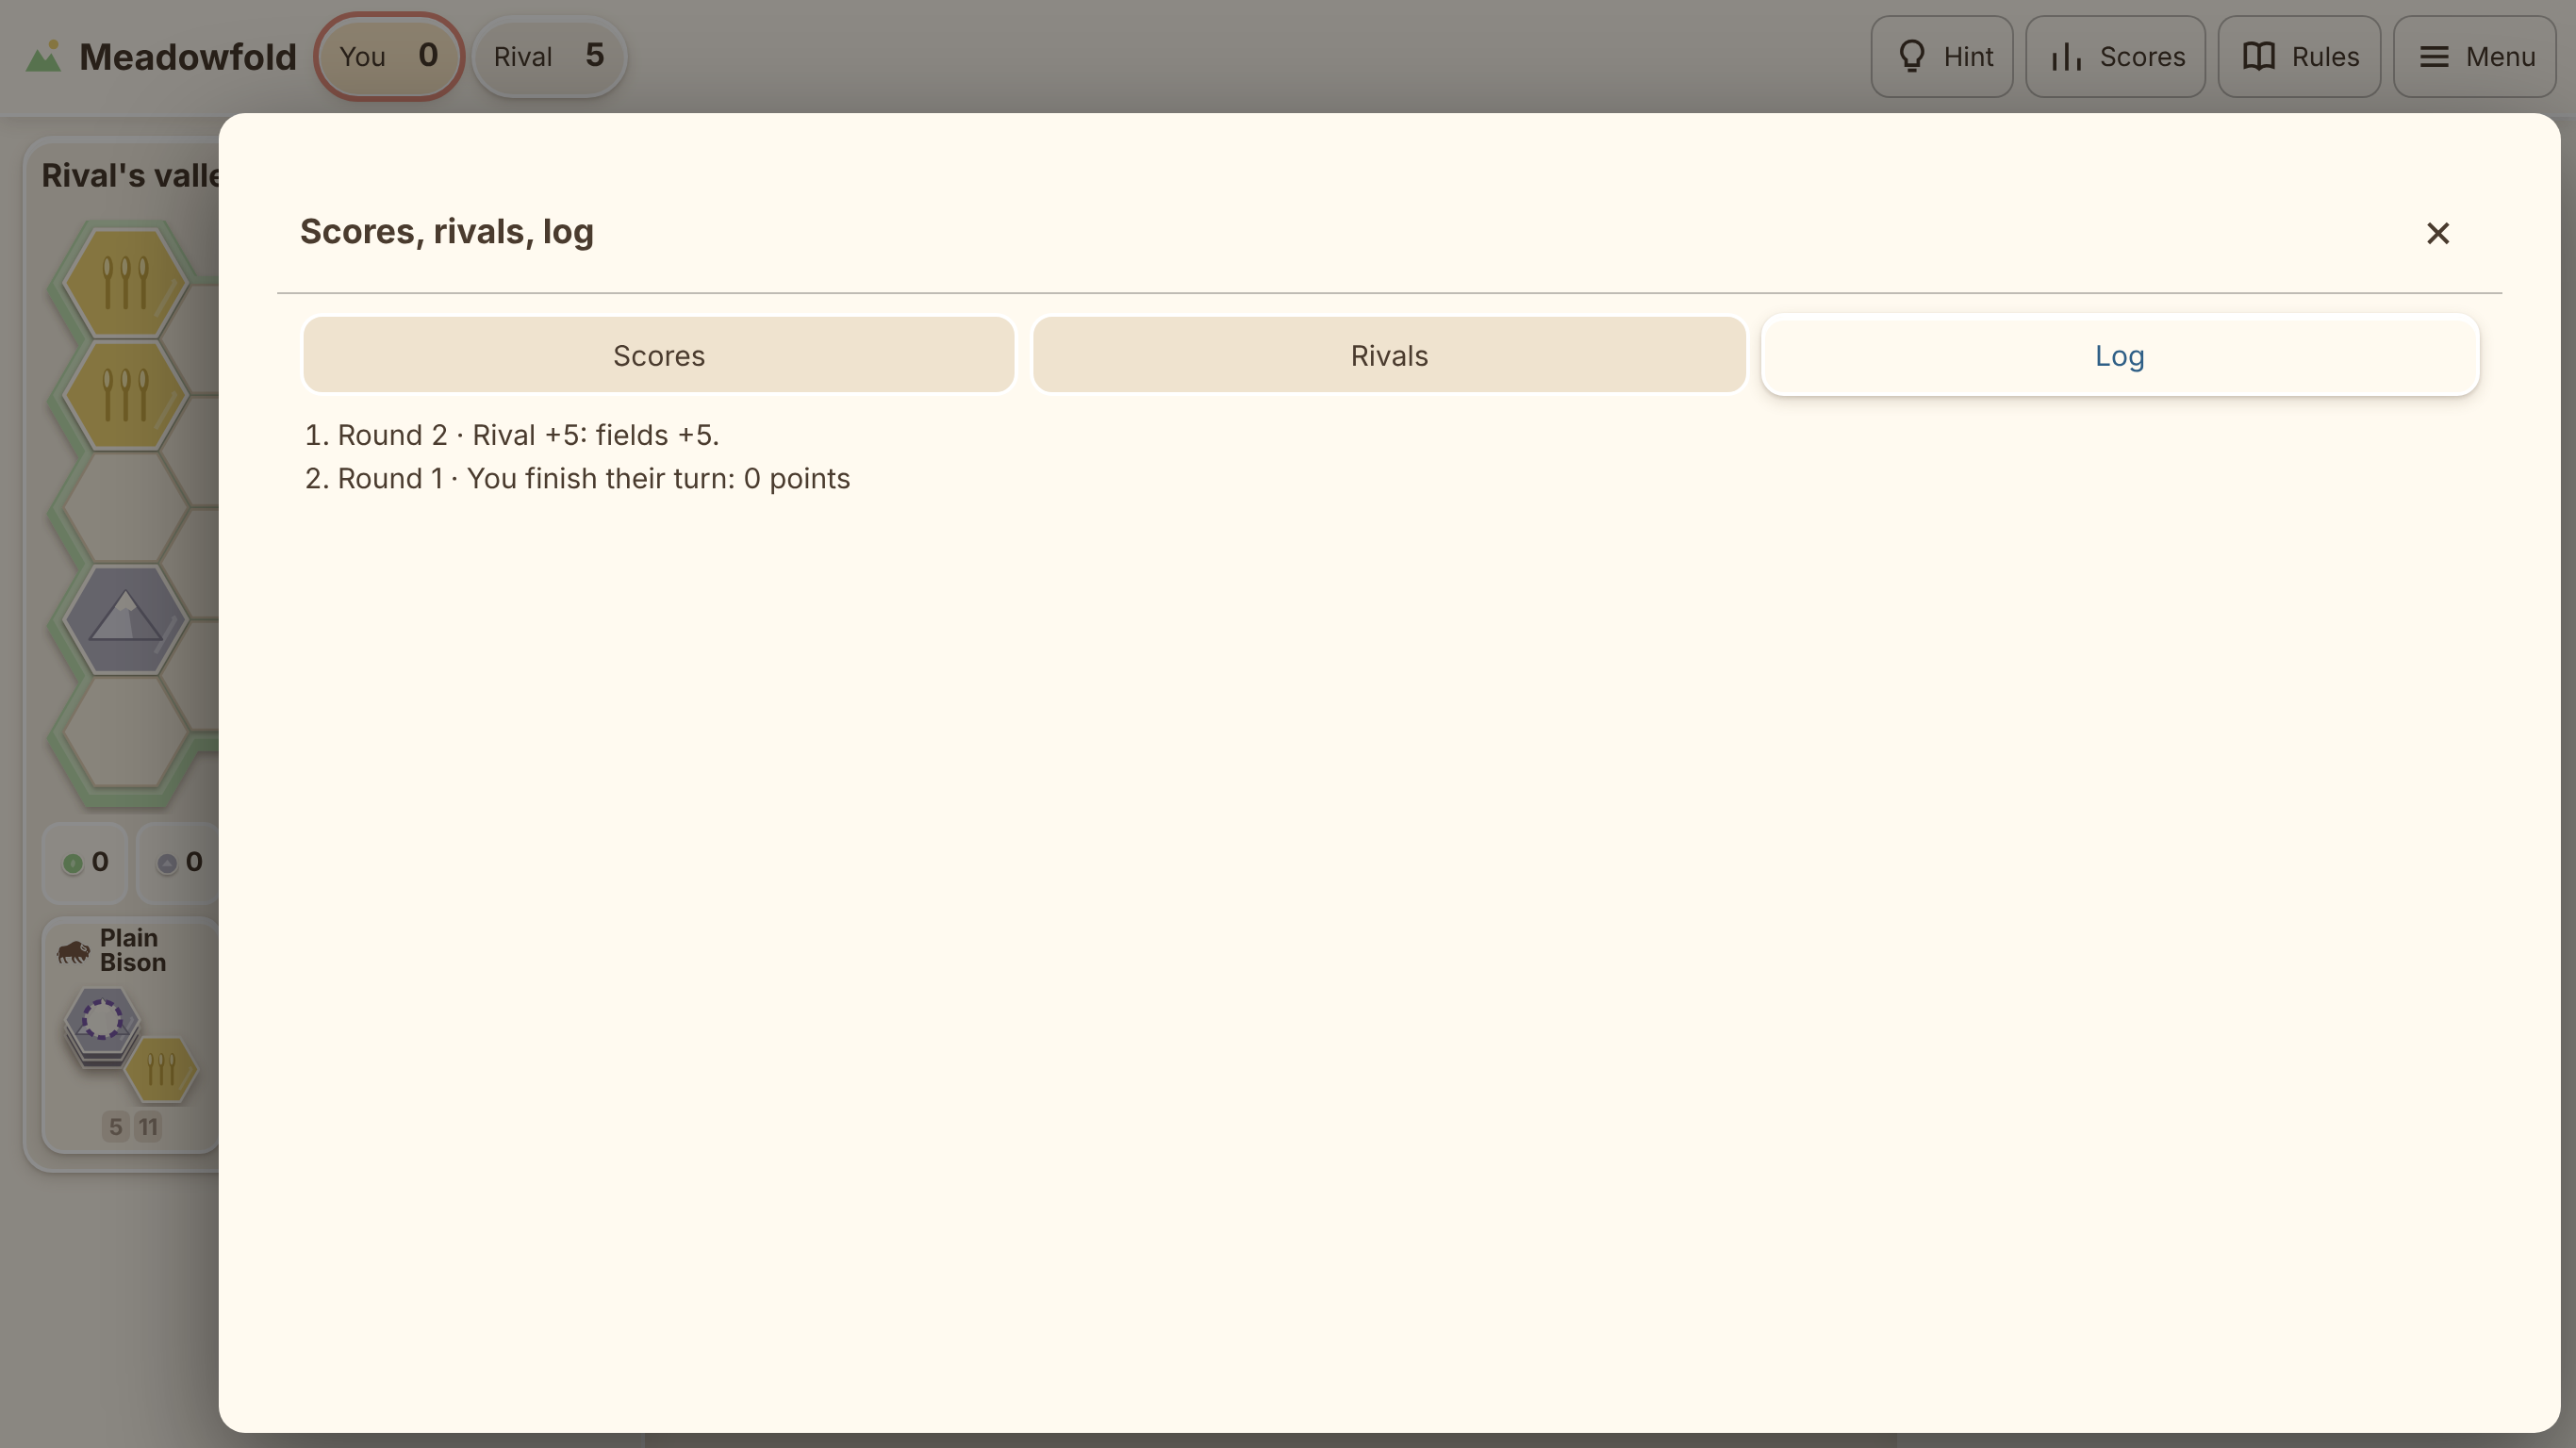 Meadowfold
You 0
Rival 5
Hint
Scores
Rules
Menu
Rival's valle
Scores, rivals, log
Scores
Rivals
Log
1. Round 2 · Rival +5: fields +5.
2. Round 1 · You finish their turn: 0 points
0
0
Plain
Bison
5 11